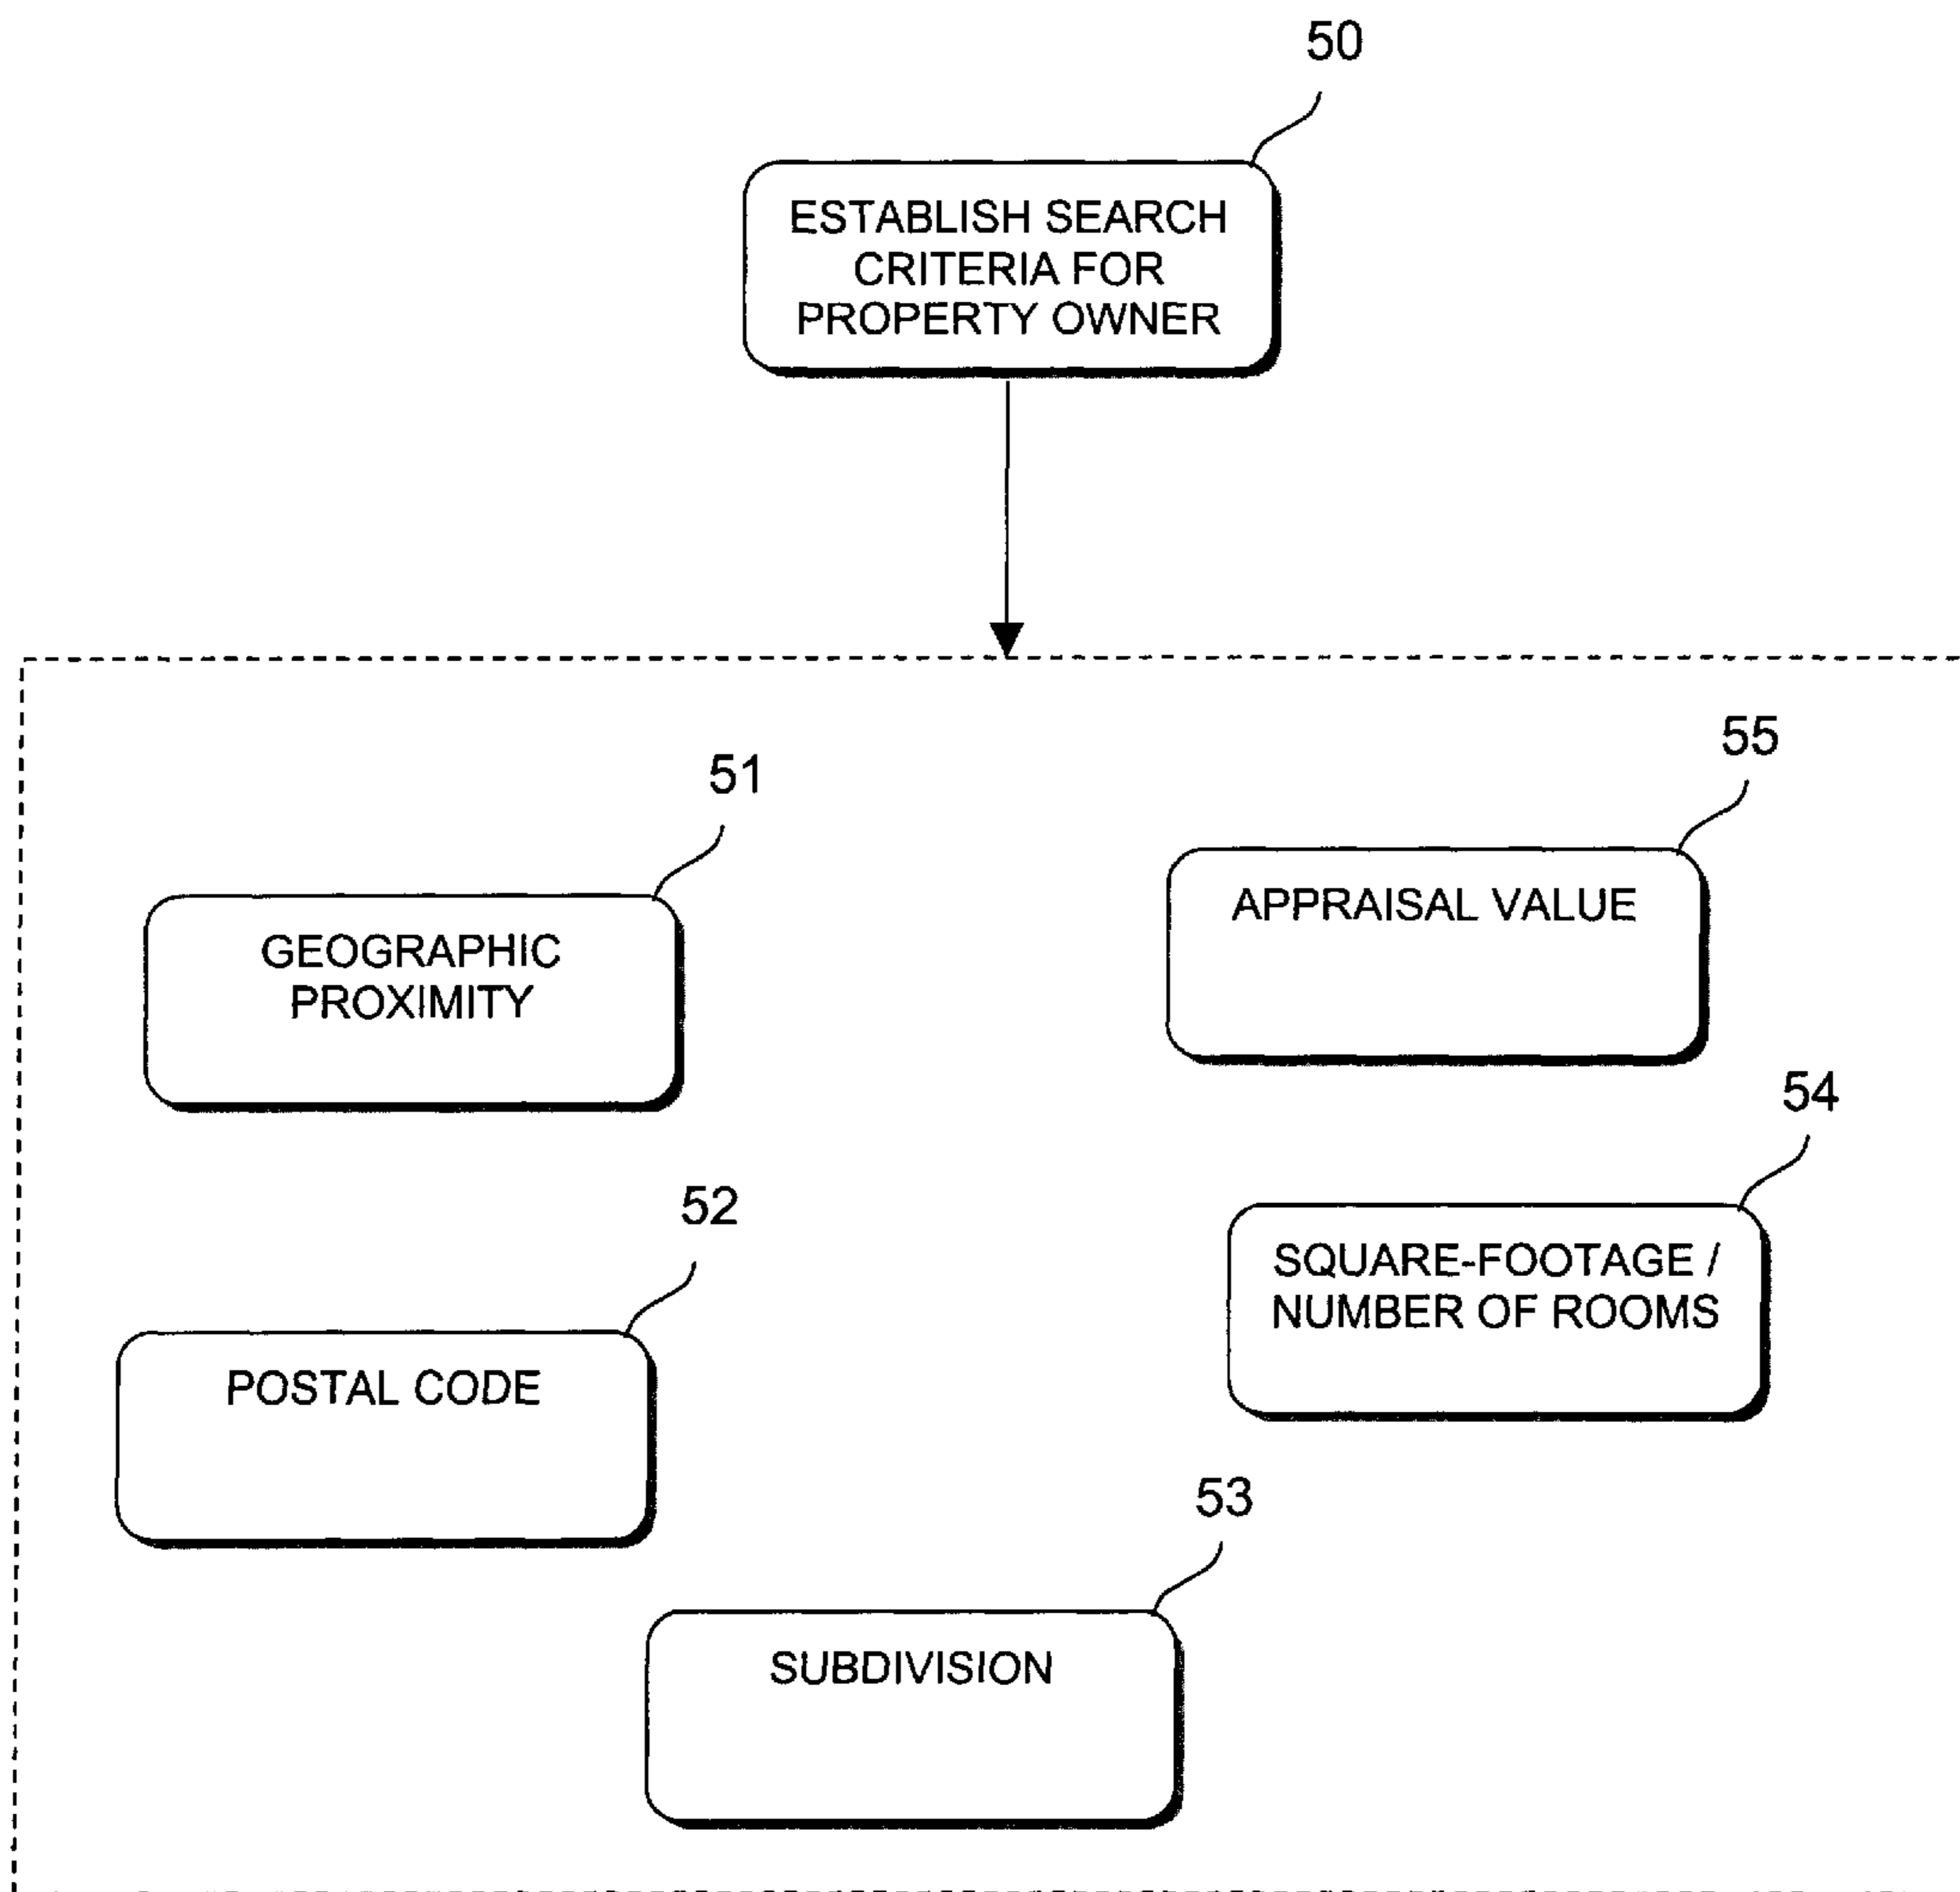 50
ESTABLISH SEARCH
CRITERIA FOR
PROPERTY OWNER
51
GEOGRAPHIC
PROXIMITY
55
APPRAISAL VALUE
52
POSTAL CODE
54
SQUARE-FOOTAGE /
NUMBER OF ROOMS
53
SUBDIVISION